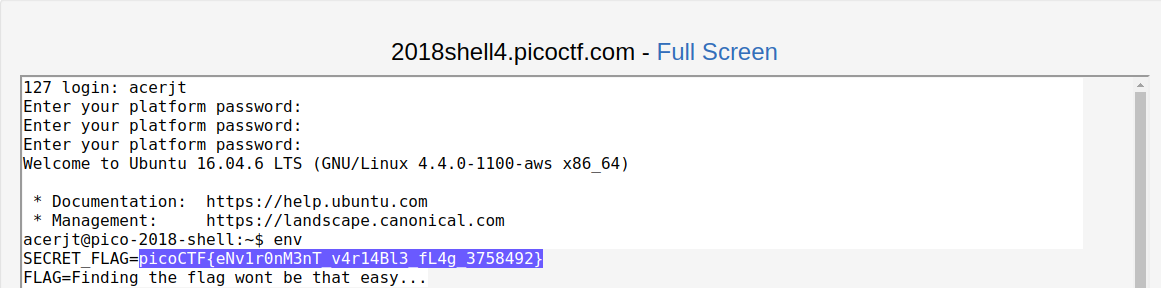 2018shell4.picoctf.com - Full Screen
127 login: acerjt
Enter your platform password:
Enter your platform password:
Enter your platform password:
Welcome to Ubuntu 16.04.6 LTS (GNU/Linux 4.4.0-1100-aws x86_64)
* Documentation:  https://help.ubuntu.com
* Management:     https://landscape.canonical.com
acerjt@pico-2018-shell:~$ env
SECRET_FLAG=picoCTF{eNv1r0nM3nT_v4r14Bl3_fL4g_3758492}
FLAG=Finding the flag wont be that easy...